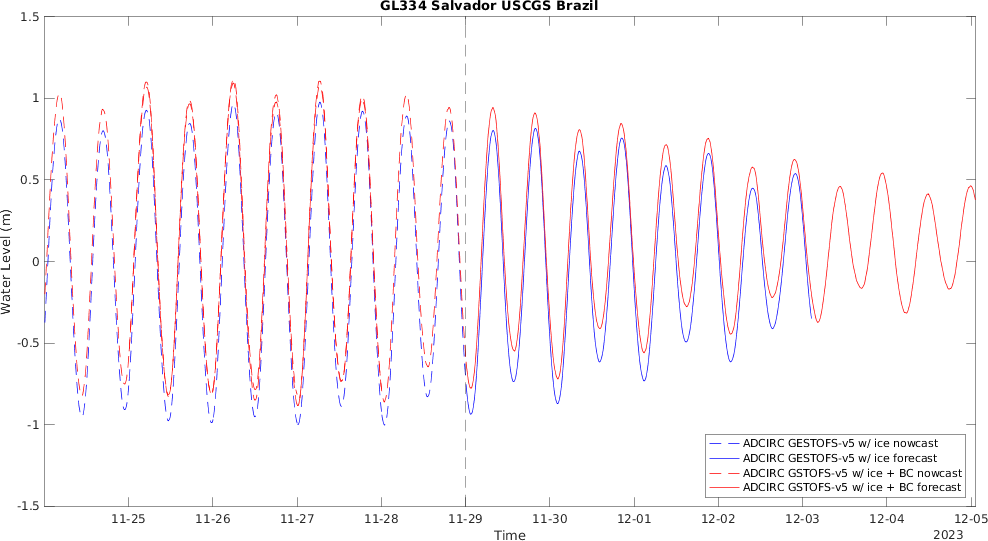 GL334 Salvador USCGS Brazil
Water Level (m)
1.5
1
0.5
0
-0.5
-1
-1.5
11-25 11-26 11-27 11-28 11-29 11-30 12-01 12-02 12-03 12-04 12-05
Time
2023
ADCIRC GESTOFS-v5 w/ ice nowcast
ADCIRC GESTOFS-v5 w/ ice forecast
ADCIRC GSTOFS-v5 w/ ice + BC nowcast
ADCIRC GSTOFS-v5 w/ ice + BC forecast